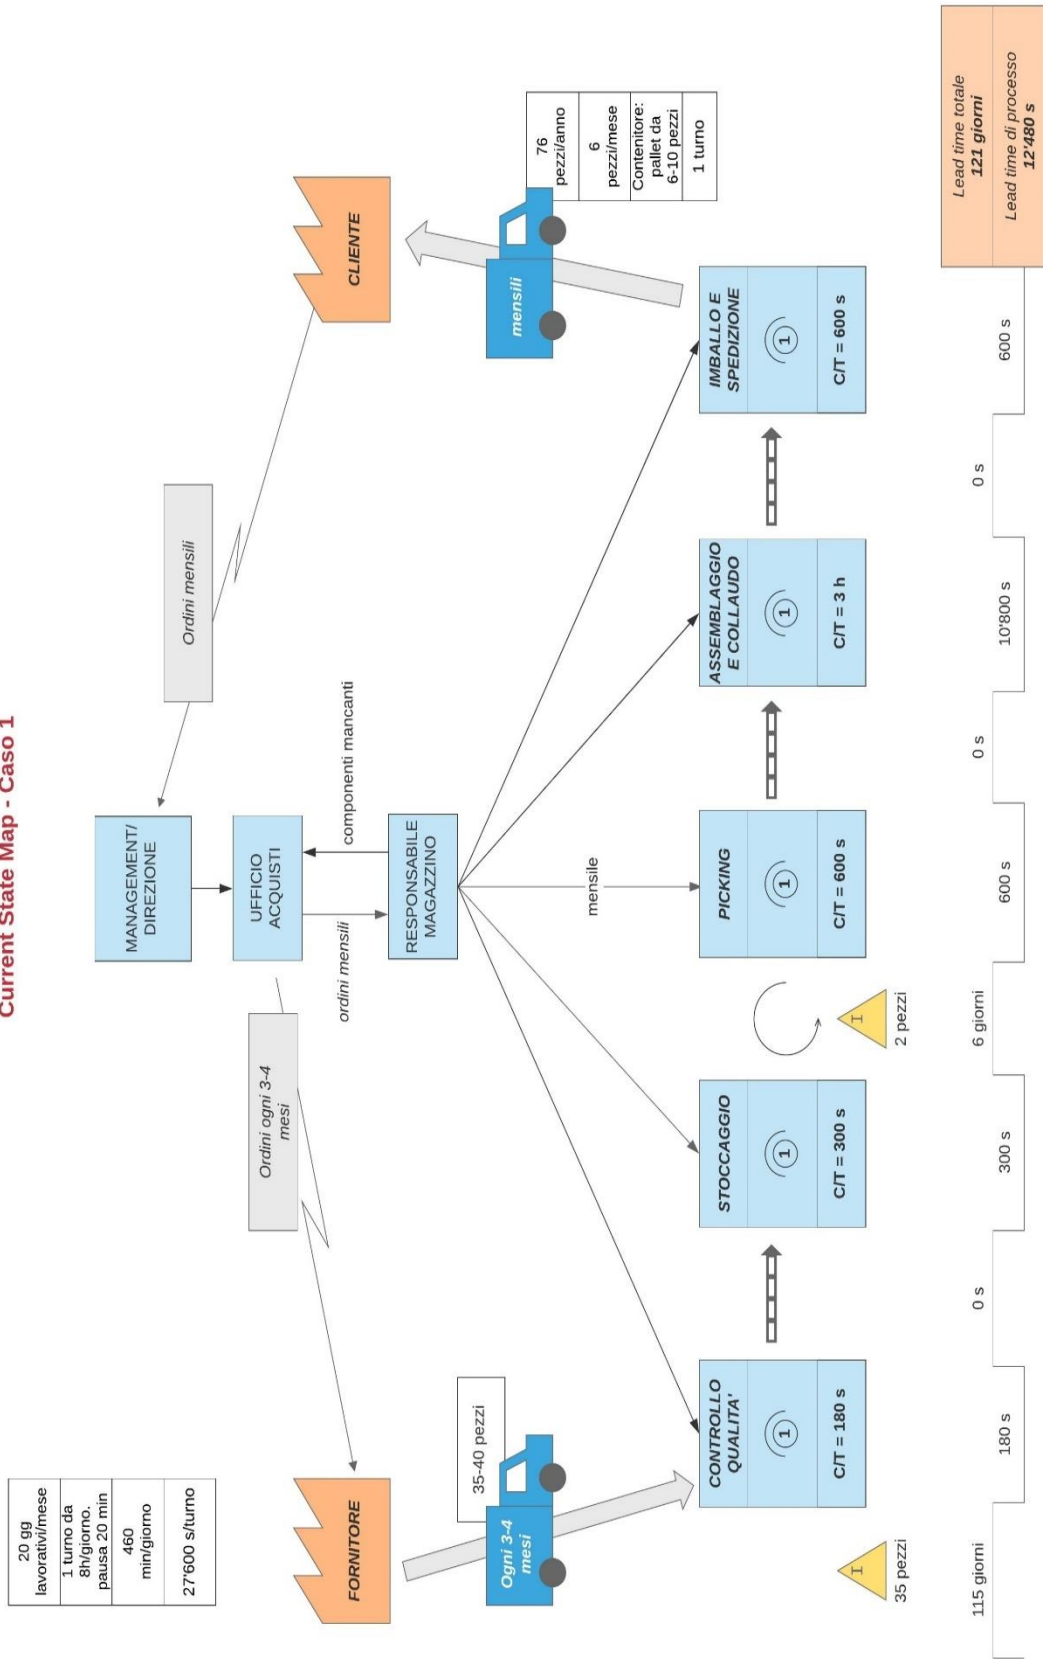 Current State Map - Caso 1
20 gg
lavorativi/mese
1 turno da
8h/giorno.
pausa 20 min
460
min/giorno
27'600 s/turno
MANAGEMENT/
DIREZIONE
Ordini mensili
UFFICIO
ACQUISTI
Ordini ogni 3-4
mesi
ordini mensili
componenti mancanti
RESPONSABILE
MAGAZZINO
FORNITORE
CLIENTE
35-40 pezzi
Ogni 3-4
mesi
mensili
76
pezzi/anno
6
pezzi/mese
Contenitore:
pallet da
6-10 pezzi
1 turno
mensile
CONTROLLO
QUALITA'
1
C/T = 180 s
STOCCAGGIO
1
C/T = 300 s
PICKING
1
C/T = 600 s
ASSEMBLAGGIO
E COLLAUDO
1
C/T = 3 h
IMBALLO E
SPEDIZIONE
1
C/T = 600 s
I
35 pezzi
I
2 pezzi
115 giorni
180 s
0 s
300 s
6 giorni
600 s
0 s
10'800 s
0 s
600 s
Lead time totale
121 giorni
Lead time di processo
12'480 s